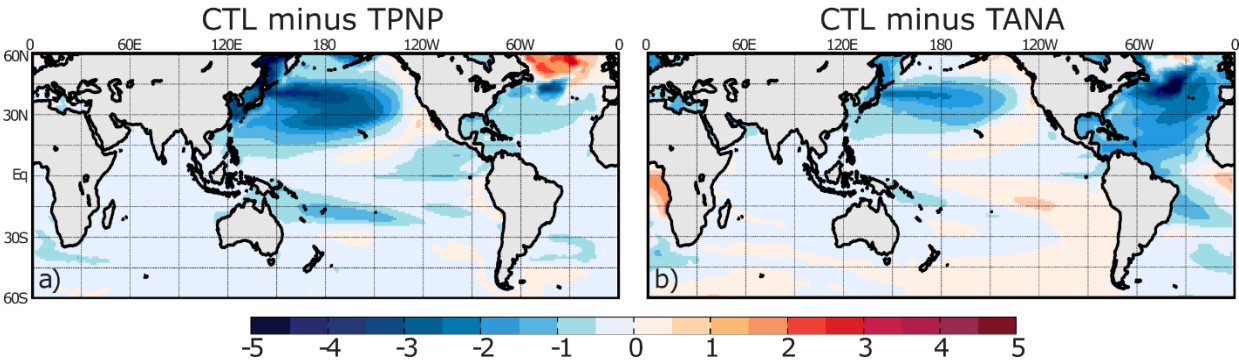 CTL minus TPNP
CTL minus TANA
0 60E 120E 180 120W 60W 0
0 60E 120E 180 120W 60W 0
60N
30N
Eq
30S
60S
a)
b)
-5 -4 -3 -2 -1 0 1 2 3 4 5